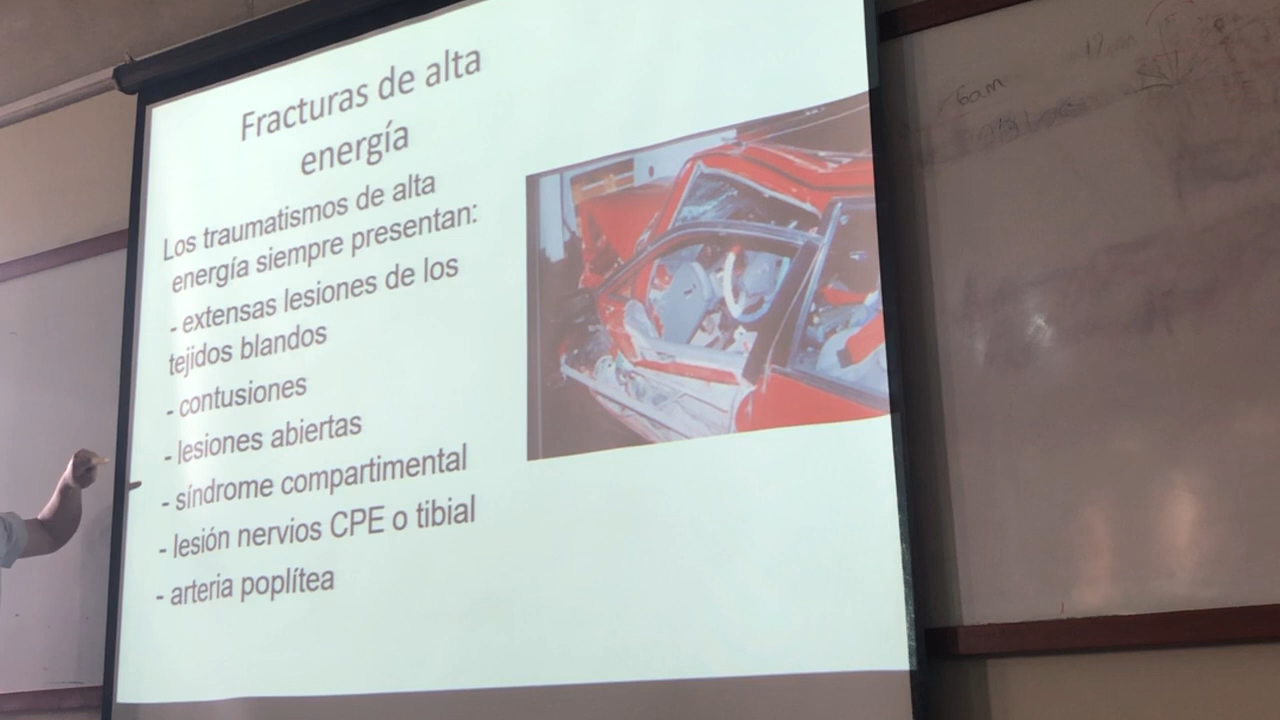 Fracturas de alta
energía
Los traumatismos de alta
energía siempre presentan:
- extensas lesiones de los
tejidos blandos
- contusiones
- lesiones abiertas
- síndrome compartimental
- lesión nervios CPE o tibial
- arteria poplítea
6am